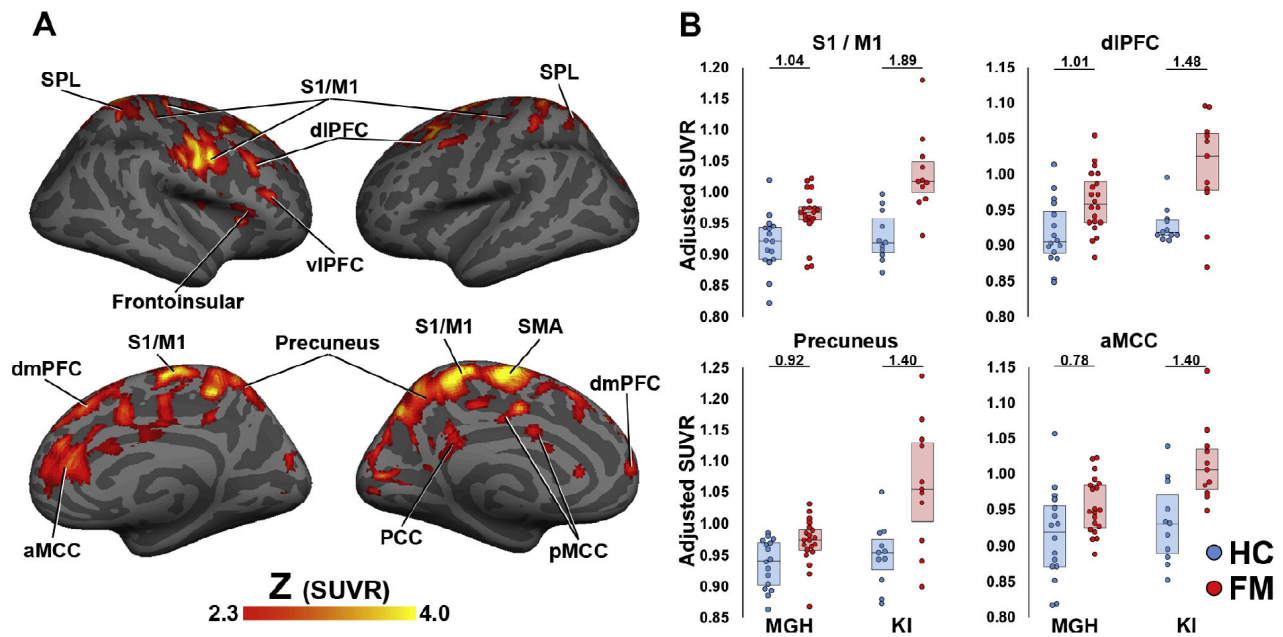 A
SPL
S1/M1
SPL
dlPFC
vlPFC
Frontoinsular
S1/M1
Precuneus
S1/M1
SMA
dmPFC
dmPFC
aMCC
PCC
pMCC
Z (SUVR)
2.3
4.0
B
S1 / M1
1.04
1.89
Adjusted SUVR
1.20
1.15
1.10
1.05
1.00
0.95
0.90
0.85
0.80
dlPFC
1.01
1.48
1.15
1.10
1.05
1.00
0.95
0.90
0.85
0.80
Precuneus
0.92
1.40
Adjusted SUVR
1.25
1.20
1.15
1.10
1.05
1.00
0.95
0.90
0.85
MGH
KI
aMCC
0.78
1.40
1.15
1.10
1.05
1.00
0.95
0.90
0.85
0.80
MGH
KI
HC
FM